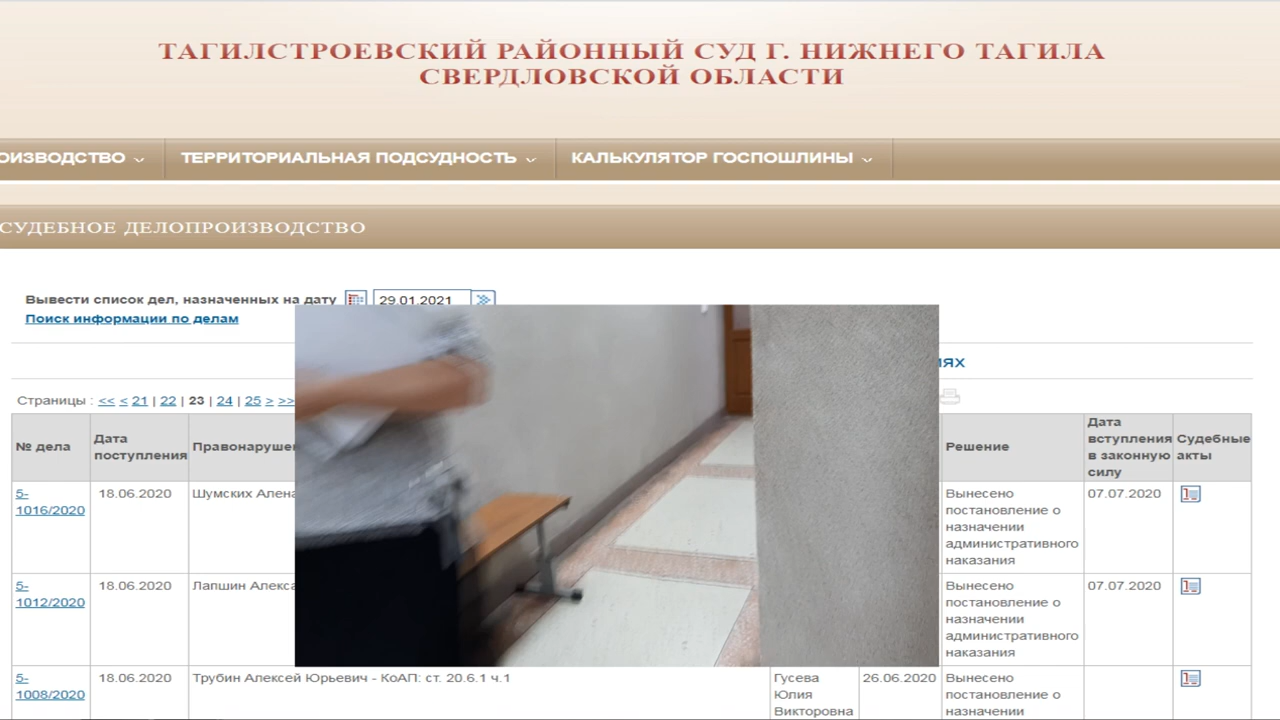 ТАГИЛСТРОЕВСКИЙ РАЙОННЫЙ СУД Г. НИЖНЕГО ТАГИЛА
СВЕРДЛОВСКОЙ ОБЛАСТИ
ОИЗВОДСТВО ТЕРРИТОРИАЛЬНАЯ ПОДСУДНОСТЬ КАЛЬКУЛЯТОР ГОСПОШЛИНЫ
СУДЕБНОЕ ДЕЛОПРОИЗВОДСТВО
Вывести список дел, назначенных на дату 29.01.2021
Поиск информации по делам
ИЯХ
Страницы : << < 21 | 22 | 23 | 24 | 25 > >>
№ дела
Дата
поступления
Правонарушен
Решение
Дата
вступления
в законную
силу
Судебные
акты
5-
1016/2020
18.06.2020
Шумских Алена
Вынесено
постановление о
назначении
административного
наказания
07.07.2020
5-
1012/2020
18.06.2020
Лапшин Алекса
Вынесено
постановление о
назначении
административного
наказания
07.07.2020
5-
1008/2020
18.06.2020
Трубин Алексей Юрьевич - КоАП: ст. 20.6.1 ч.1
Гусева
Юлия
Викторовна
26.06.2020
Вынесено
постановление о
назначении